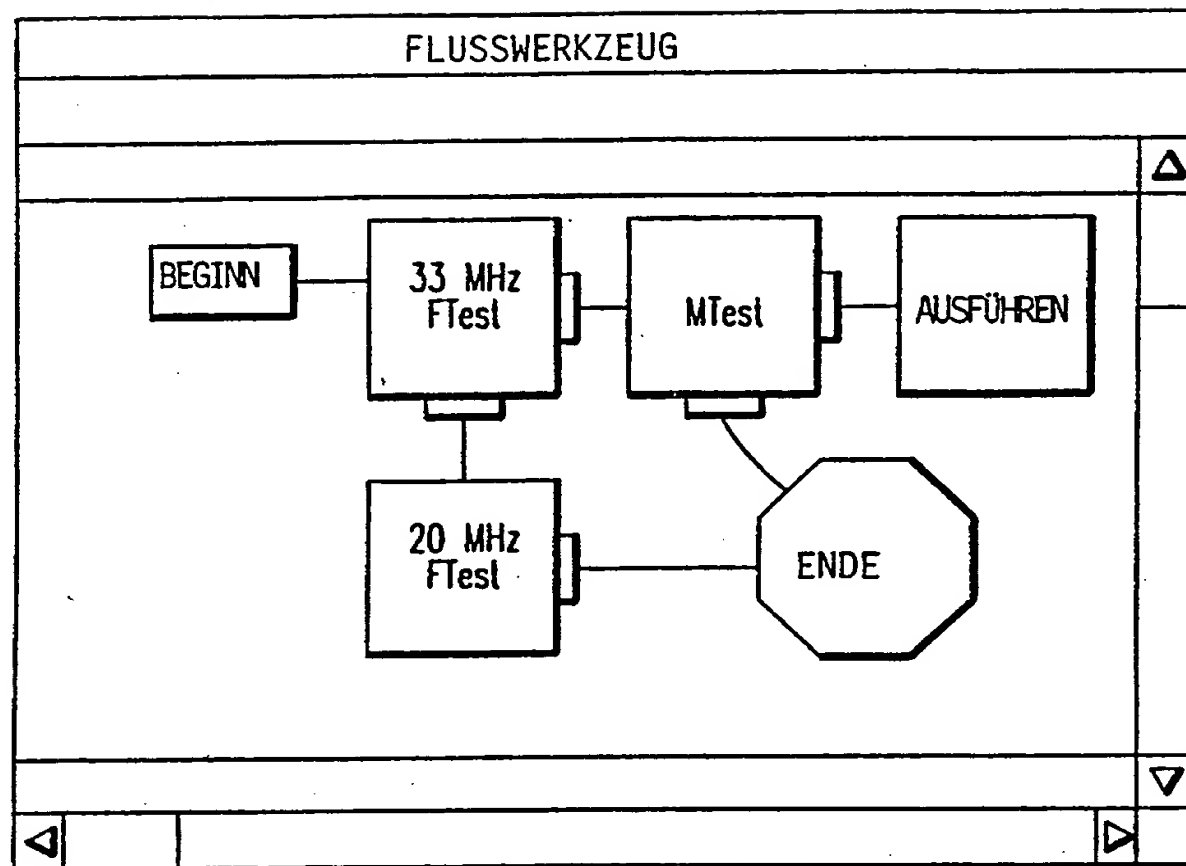 FLUSSWERKZEUG
BEGINN
33 MHz
FTest
MTest
AUSFÜHREN
20 MHz
FTest
ENDE